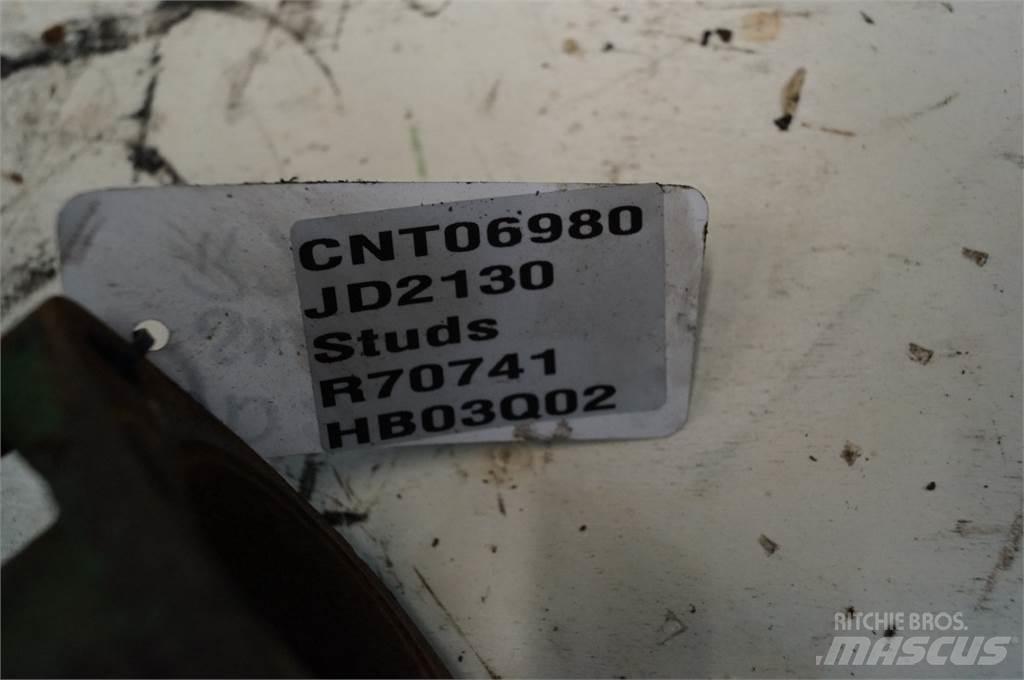 CNT06980
JD2130
Studs
R70741
HB03Q02
RITCHIE BROS.
MASCUS